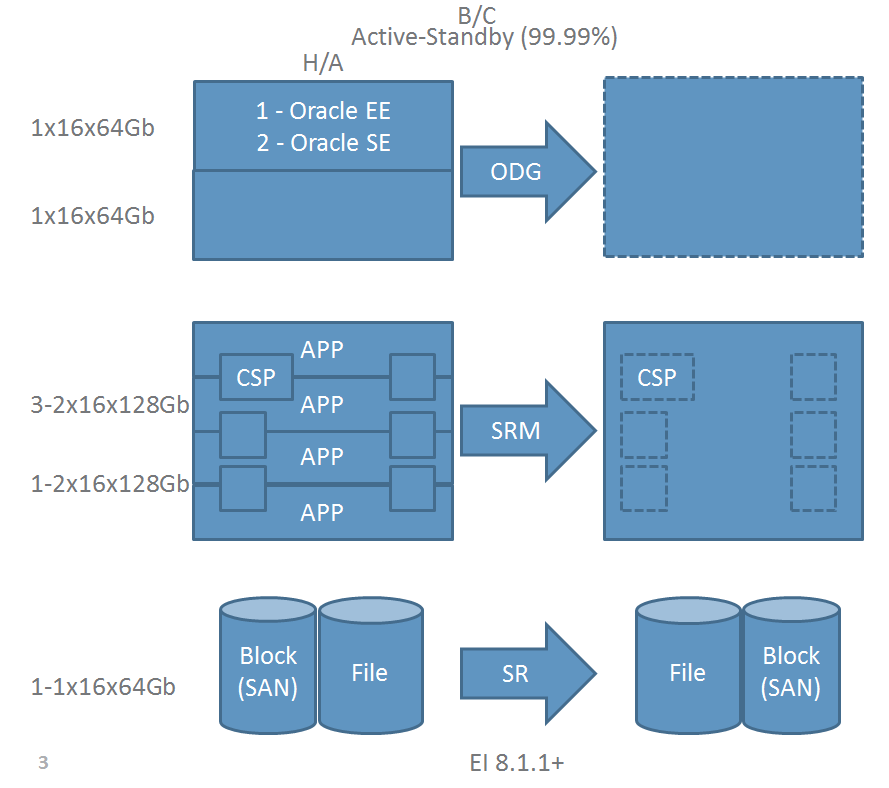 B/C
Active-Standby (99.99%)
H/A
1x16x64Gb
1 - Oracle EE
2 - Oracle SE
ODG
1x16x64Gb
APP
CSP
CSP
3-2x16x128Gb
APP
SRM
APP
1-2x16x128Gb
APP
Block
(SAN)
File
SR
File
Block
(SAN)
1-1x16x64Gb
3
EI 8.1.1+